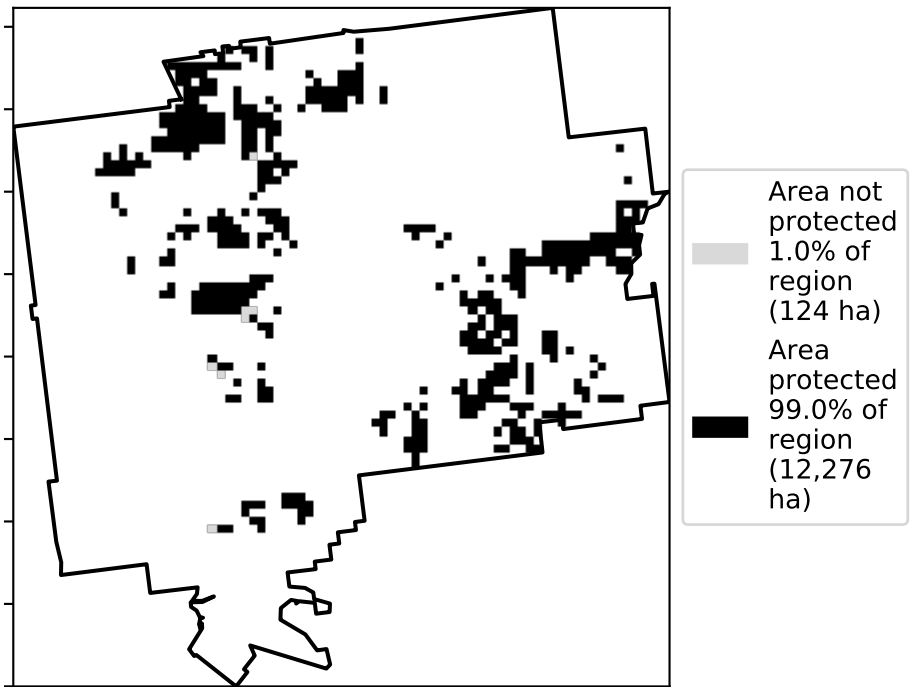 Area not
protected
1.0% of
region
(124 ha)
Area
protected
99.0% of
region
(12,276
ha)